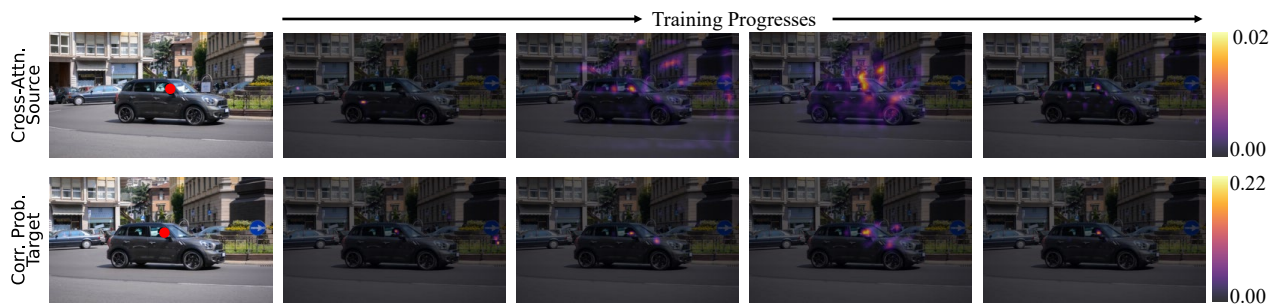 Training Progresses
Cross-Attn.
Source
0.02
0.00
Corr. Prob.
Target
0.22
0.00